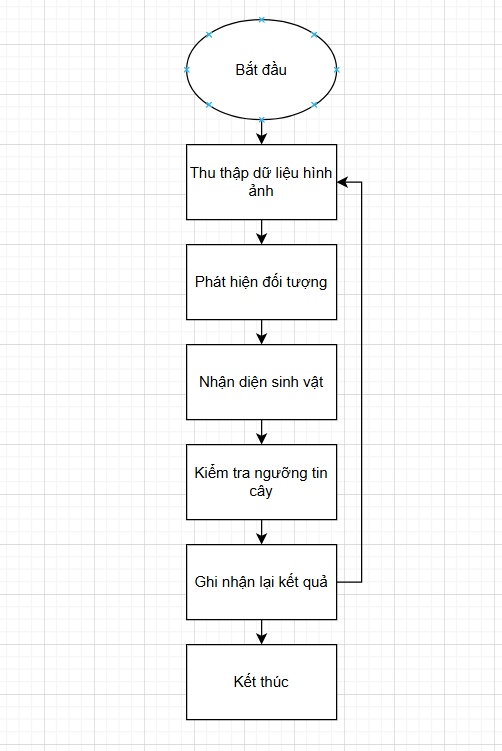 Bắt đầu
Thu thập dữ liệu hình
ảnh
Phát hiện đối tượng
Nhận diện sinh vật
Kiểm tra ngưỡng tin
cây
Ghi nhận lại kết quả
Kết thúc